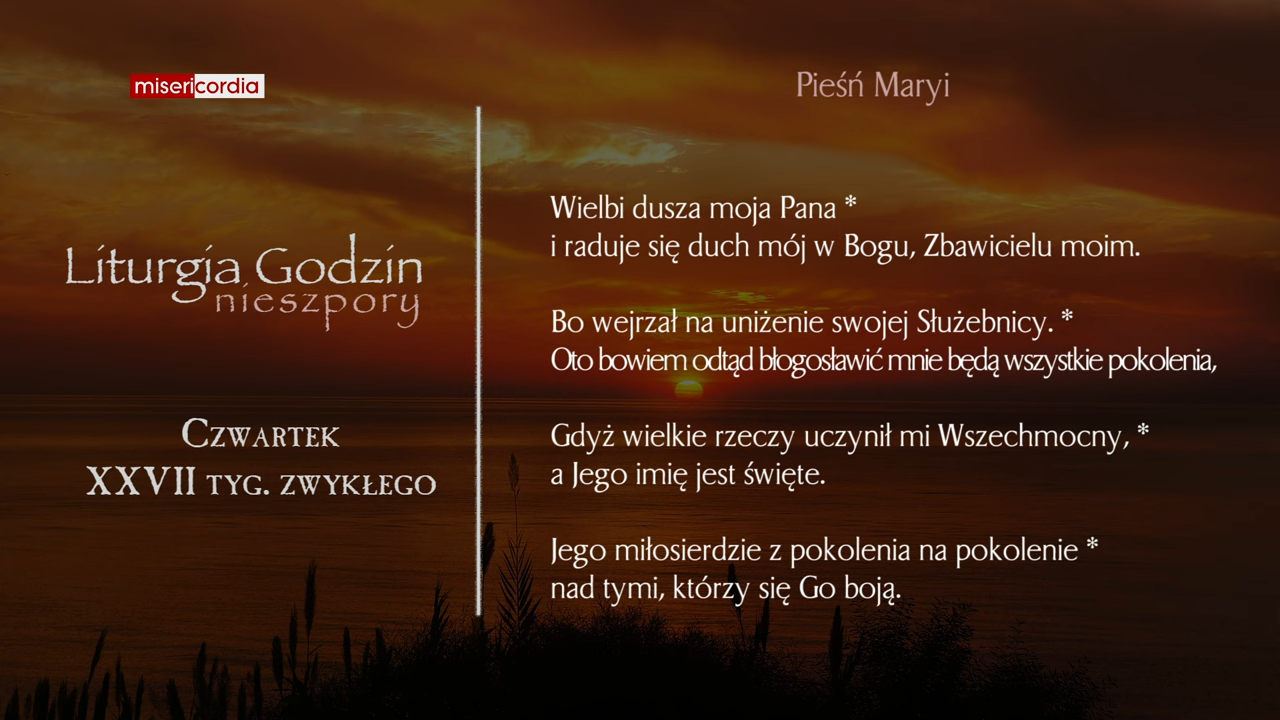 misericordia
Liturgia Godzin
nieszpory
Czwartek
XXVII tyg. zwykłego
Pieśń Maryi
Wielbi dusza moja Pana *
i raduje się duch mój w Bogu, Zbawicielu moim.
Bo wejrzał na uniżenie swojej Służebnicy. *
Oto bowiem odtąd błogosławić mnie będą wszystkie pokolenia,
Gdyż wielkie rzeczy uczynił mi Wszechmocny, *
a Jego imię jest święte.
Jego miłosierdzie z pokolenia na pokolenie *
nad tymi, którzy się Go boją.